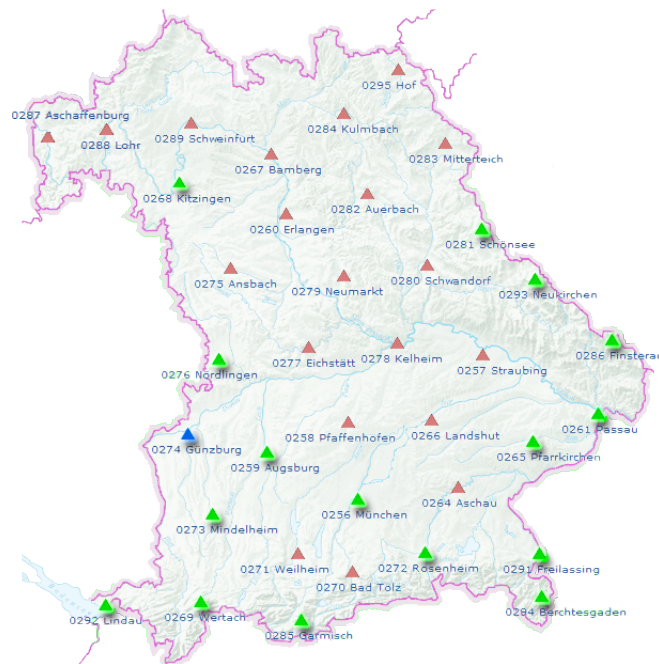 0295 Hof
0287 Aschaffenburg
0284 Kulmbach
0289 Schweinfurt
0288 Lohr
0283 Mitterteich
0267 Bamberg
0268 Kitzingen
0282 Auerbach
0260 Erlangen
0281 Schönsee
0275 Ansbach
0280 Schwandorf
0279 Neumarkt
0293 Neukirchen
0286 Finsterau
0278 Kelheim
0277 Eichstätt
0257 Straubing
0276 Nördlingen
0261 Passau
0266 Landshut
0258 Pfaffenhofen
0274 Günzburg
0265 Pfarrkirchen
0259 Augsburg
0264 Aschau
0256 München
0273 Mindelheim
0271 Weilheim
0272 Rosenheim
0291 Freilassing
0270 Bad Tölz
0294 Berchtesgaden
0269 Wertach
0292 Lindau
0285 Garmisch